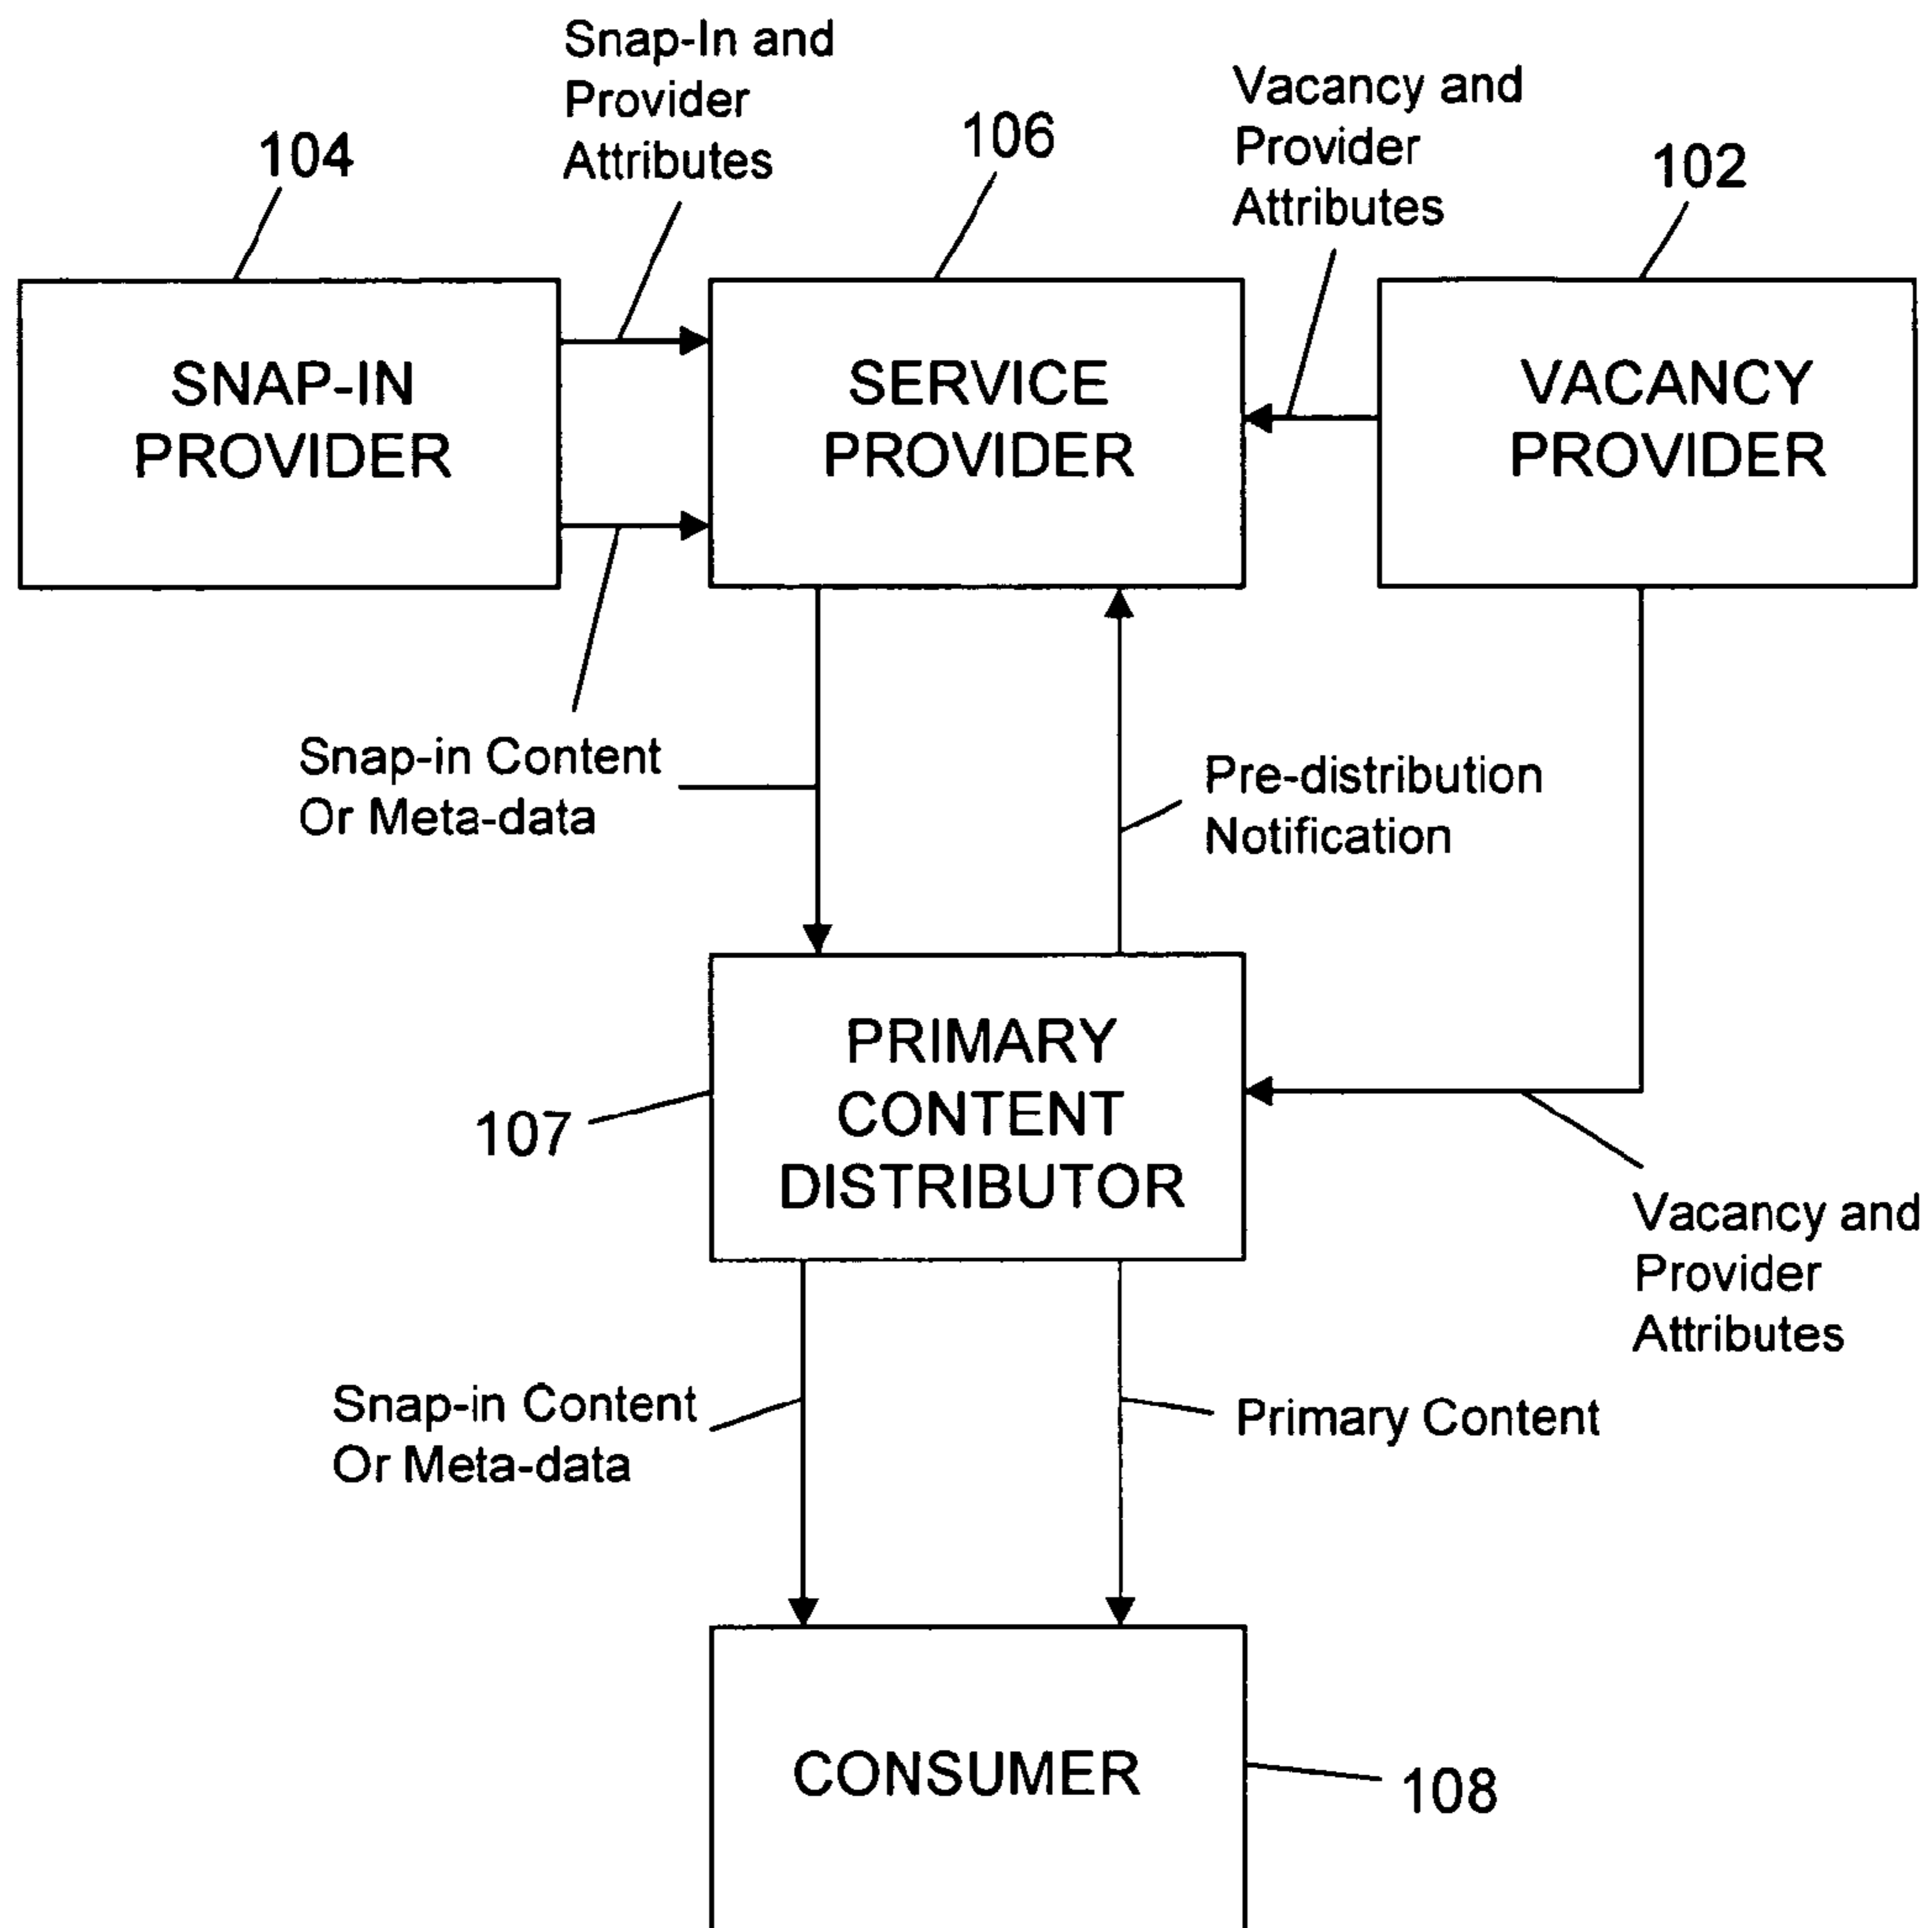 Snap-In and
Provider
Attributes
Vacancy and
Provider
Attributes
104
106
102
SNAP-IN
PROVIDER
SERVICE
PROVIDER
VACANCY
PROVIDER
Snap-in Content
Or Meta-data
Pre-distribution
Notification
PRIMARY
CONTENT
DISTRIBUTOR
107
Vacancy and
Provider
Attributes
Snap-in Content
Or Meta-data
Primary Content
CONSUMER
108